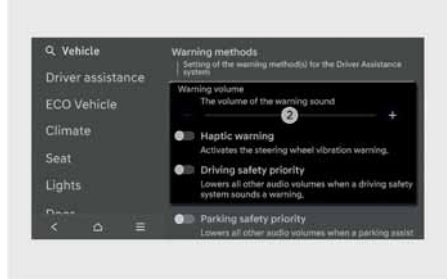 Vehicle
Driver assistance
ECO Vehicle
Climate
Seat
Lights
Warning methods
Setting of the warning method(s) for the Driver Assistance
system
Warning volume
The volume of the warning sound
2
Haptic warning
Activates the steering wheel vibration warning.
Driving safety priority
Lowers all other audio volumes when a driving safety
system sounds a warning.
Parking safety priority
Lowers all other audio volumes when a parking assist